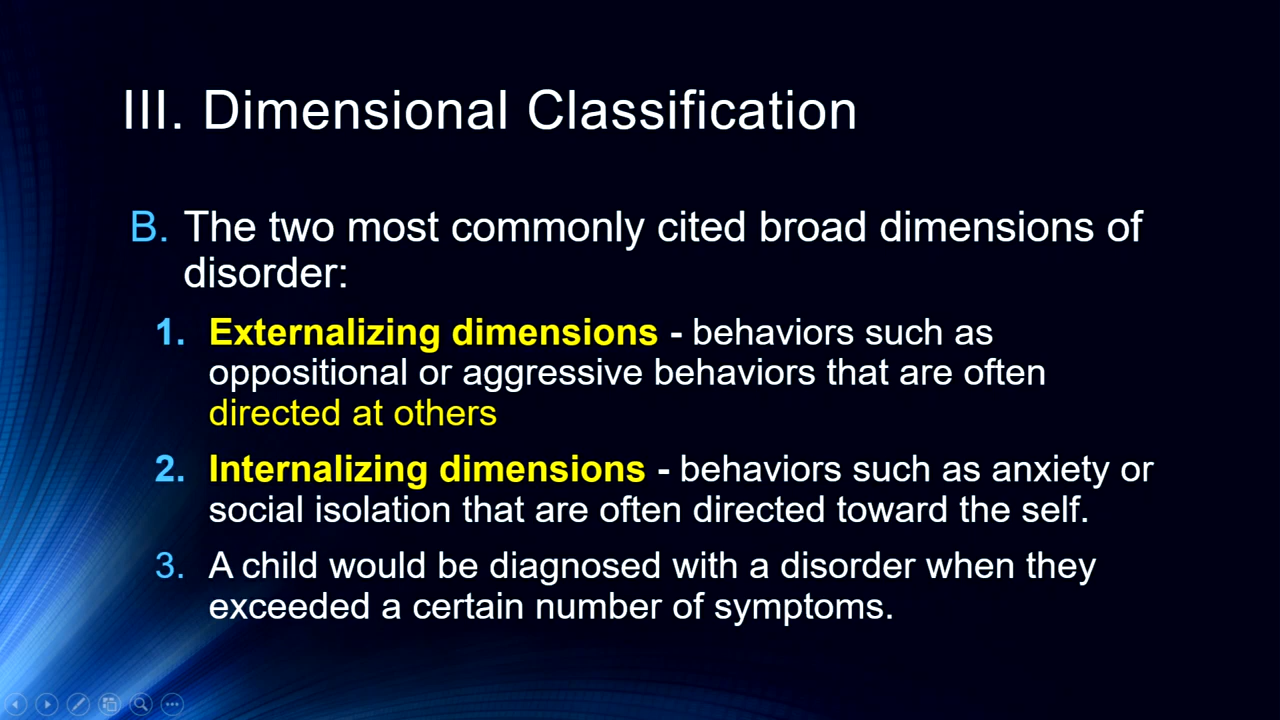 III. Dimensional Classification
B. The two most commonly cited broad dimensions of
disorder:
1. Externalizing dimensions - behaviors such as
oppositional or aggressive behaviors that are often
directed at others
2. Internalizing dimensions - behaviors such as anxiety or
social isolation that are often directed toward the self.
3. A child would be diagnosed with a disorder when they
exceeded a certain number of symptoms.